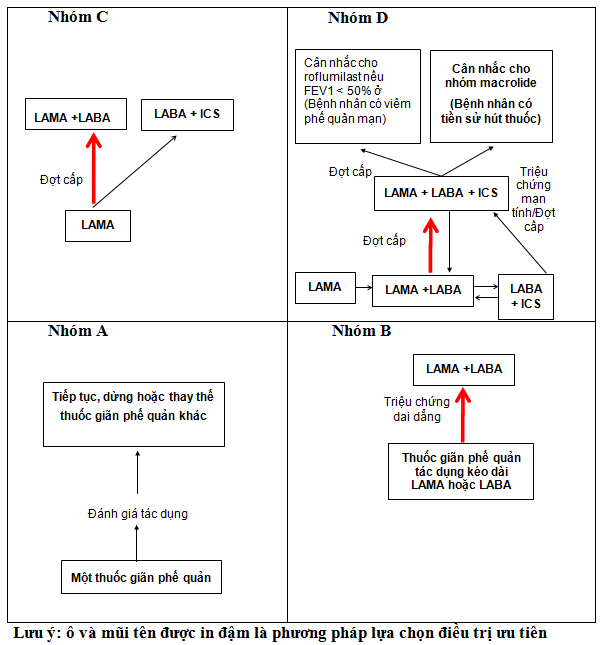 Nhóm C
LAMA +LABA
LABA + ICS
Đợt cấp
LAMA
Nhóm D
Cân nhắc cho
roflumilast nếu
FEV1 < 50% ở
(Bệnh nhân có viêm
phế quản mạn)
Cân nhắc cho
nhóm macrolide
(Bệnh nhân có
tiền sử hút thuốc)
Đợt cấp
Triệu
chứng
mạn
tính/Đợt
cấp
LAMA + LABA + ICS
Đợt cấp
LAMA
LAMA +LABA
LABA
+ ICS
Nhóm A
Tiếp tục, dừng hoặc thay thế
thuốc giãn phế quản khác
Đánh giá tác dụng
Một thuốc giãn phế quản
Nhóm B
LAMA +LABA
Triệu chứng
dai dẳng
Thuốc giãn phế quản
tác dụng kéo dài
LAMA hoặc LABA
Lưu ý: ô và mũi tên được in đậm là phương pháp lựa chọn điều trị ưu tiên